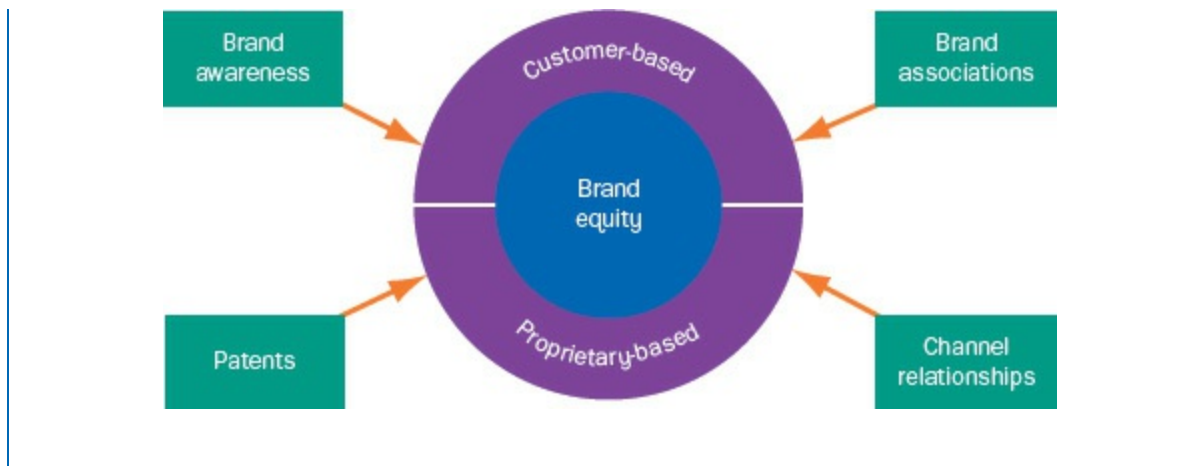 Brand
awareness
Customer-based
Brand
associations
Brand
equity
Patents
Proprietary-based
Channel
relationships